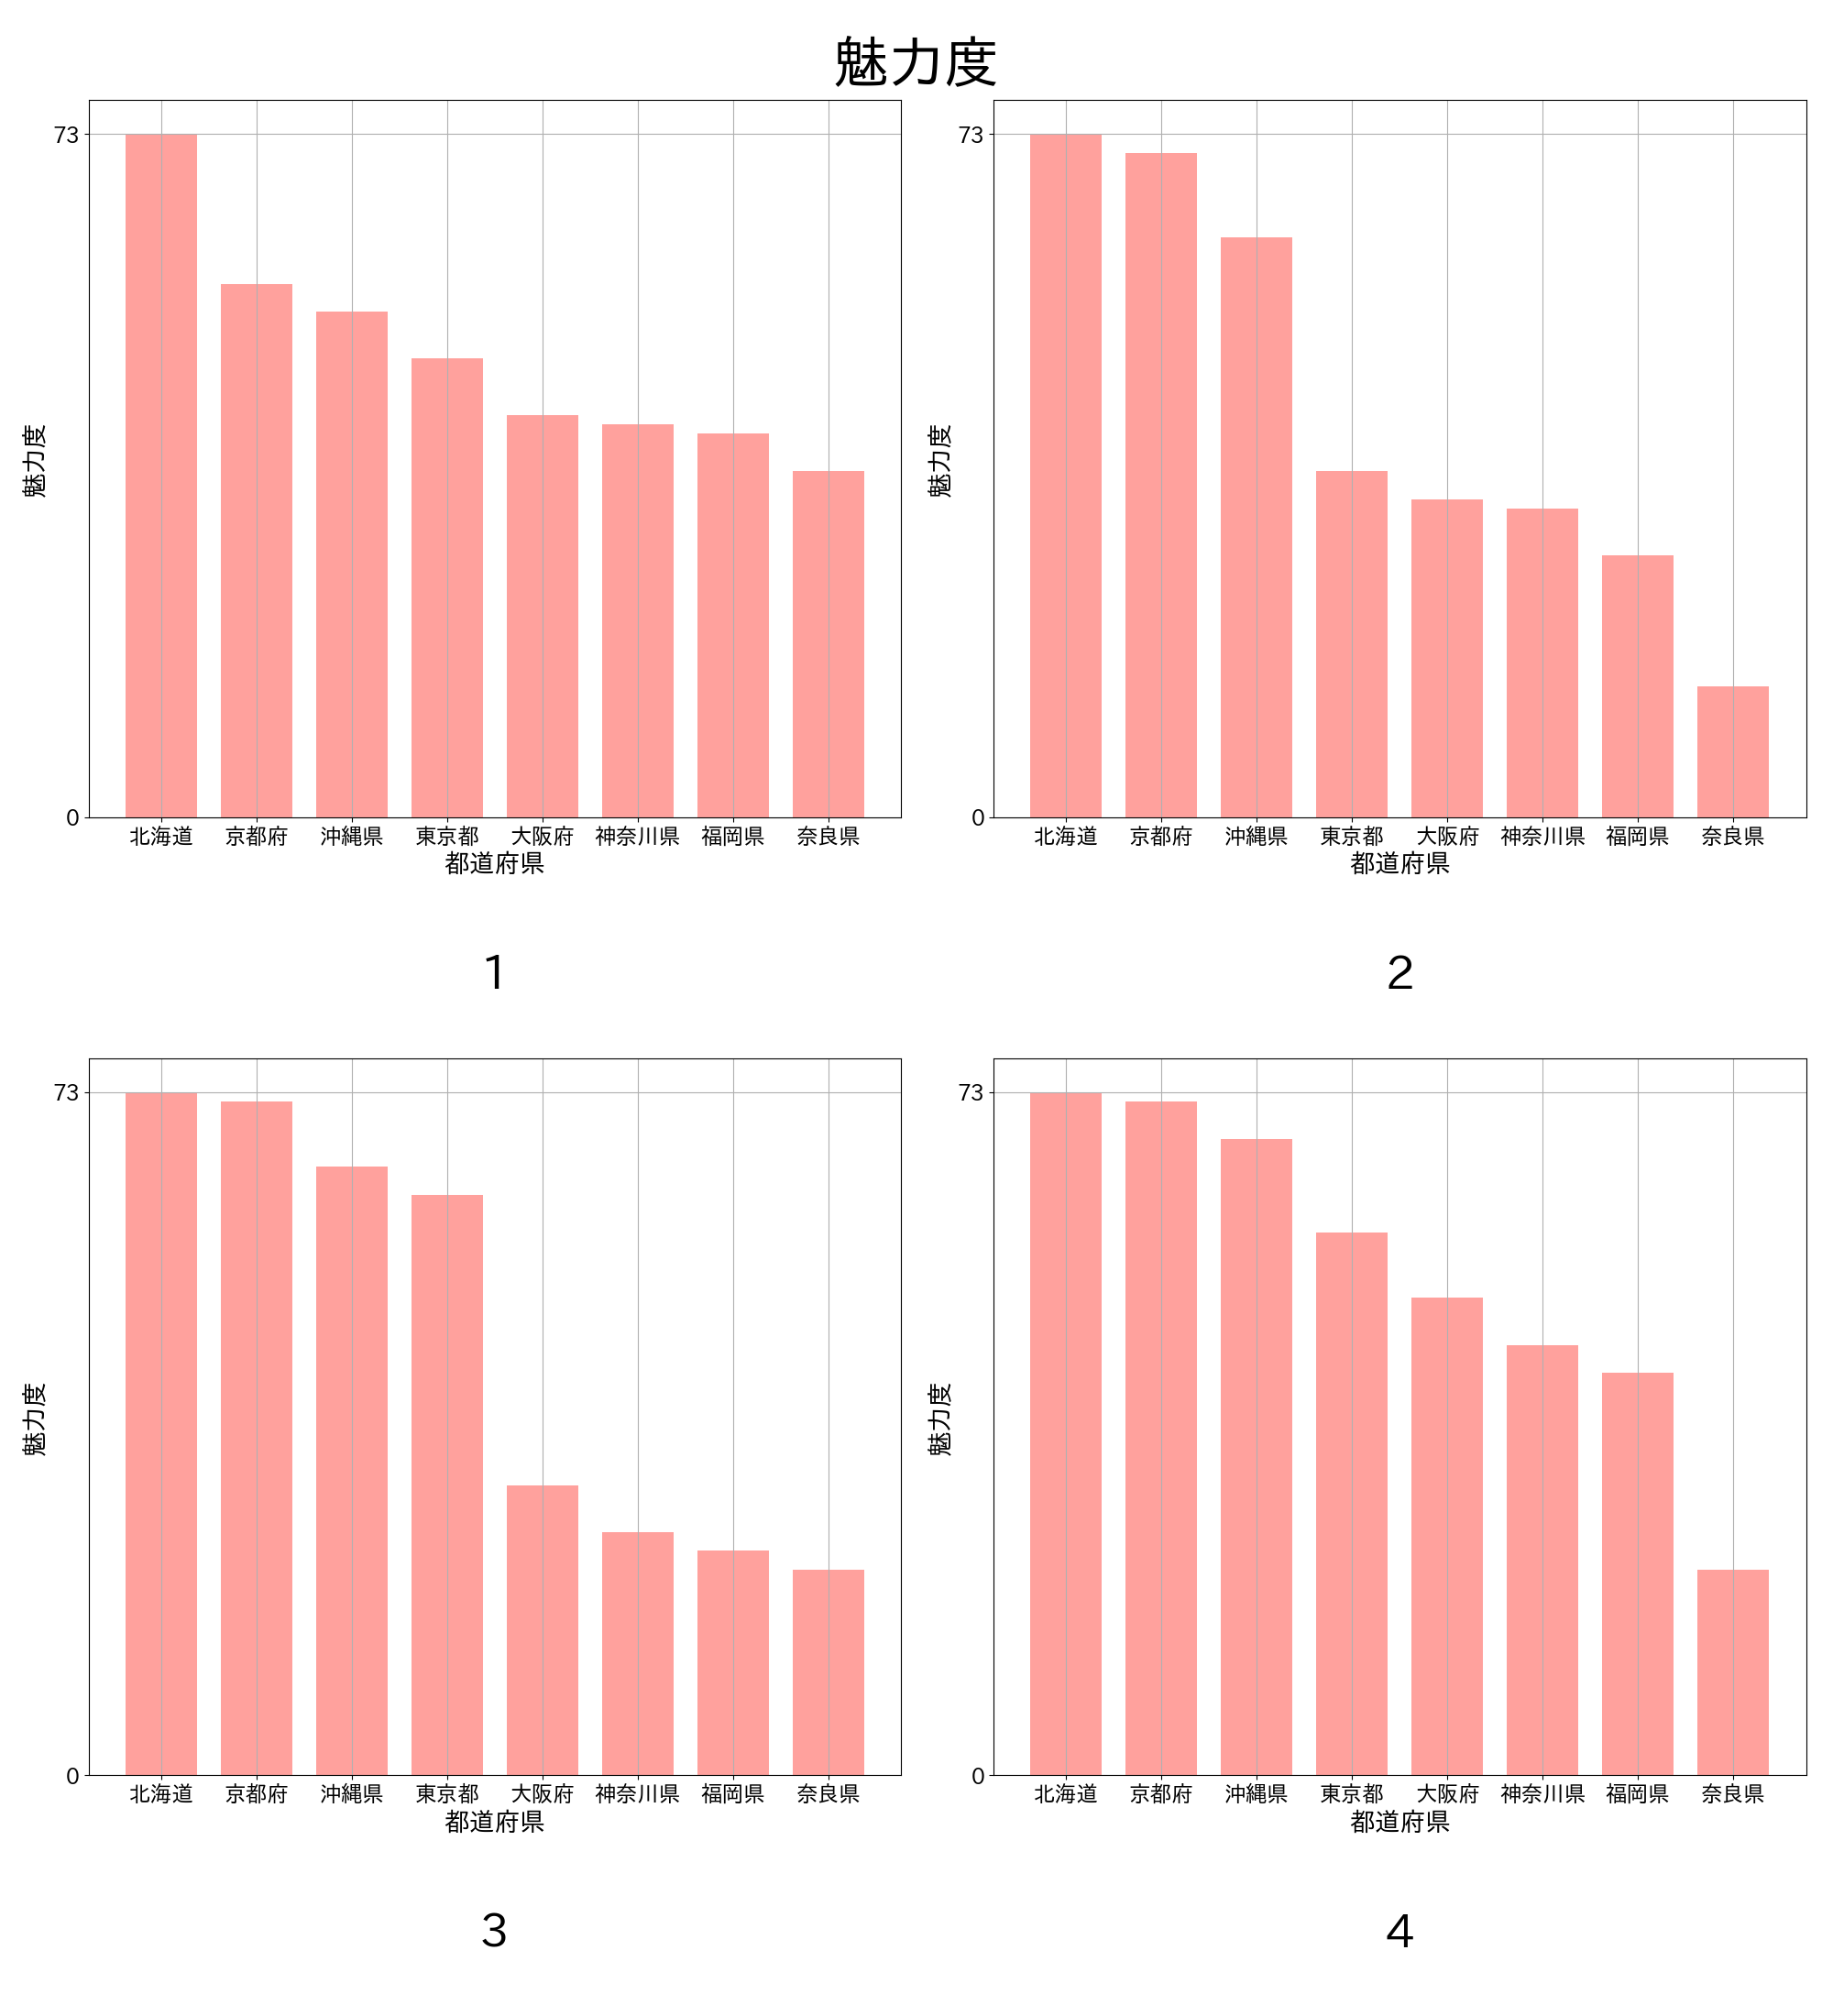 魅力度
73
0
魅力度
北海道 京都府 沖縄県 東京都 大阪府 神奈川県 福岡県 奈良県
都道府県
1
73
0
魅力度
北海道 京都府 沖縄県 東京都 大阪府 神奈川県 福岡県 奈良県
都道府県
2
73
0
魅力度
北海道 京都府 沖縄県 東京都 大阪府 神奈川県 福岡県 奈良県
都道府県
3
73
0
魅力度
北海道 京都府 沖縄県 東京都 大阪府 神奈川県 福岡県 奈良県
都道府県
4